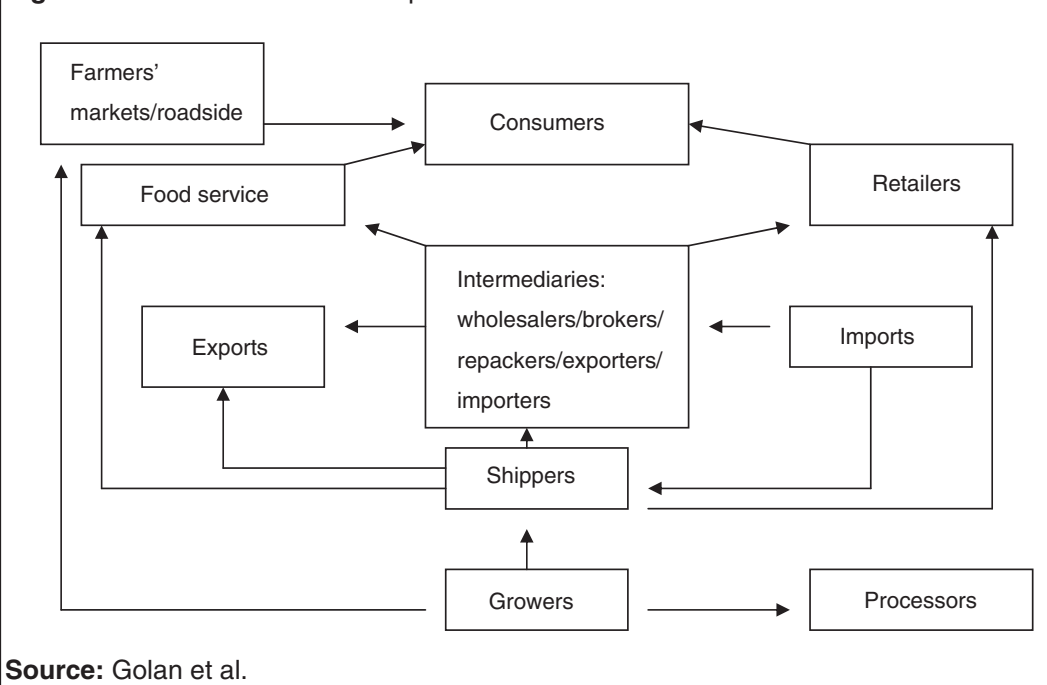 Farmers’
markets/roadside
Consumers
Food service
Retailers
Intermediaries:
wholesalers/brokers/
repackers/exporters/
importers
Exports
Imports
Shippers
Growers
Processors
Source: Golan et al.